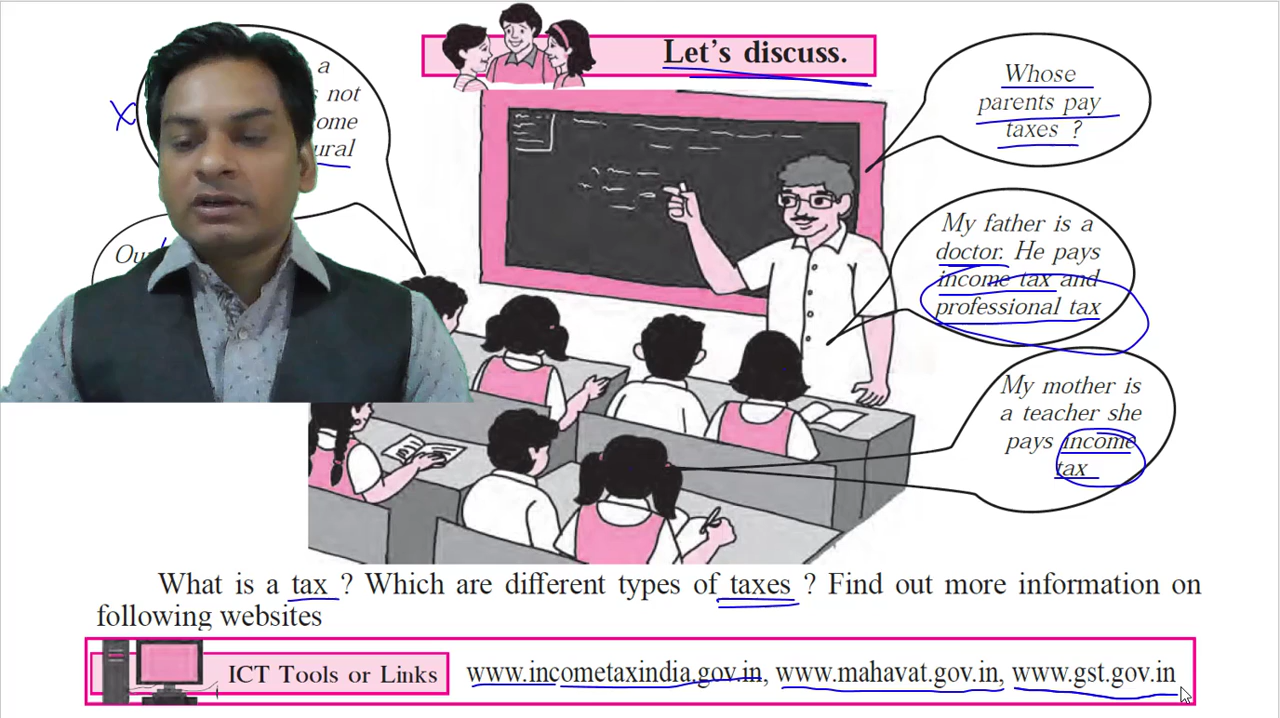 Let's discuss.
a
not
ural
Our
Whose
parents pay
taxes ?
My father is a
doctor. He pays
income tax and
professional tax
My mother is
a teacher she
pays income
tax
What is a tax ? Which are different types of taxes ? Find out more information on
following websites
ICT Tools or Links
www.incometaxindia.gov.in, www.mahavat.gov.in, www.gst.gov.in